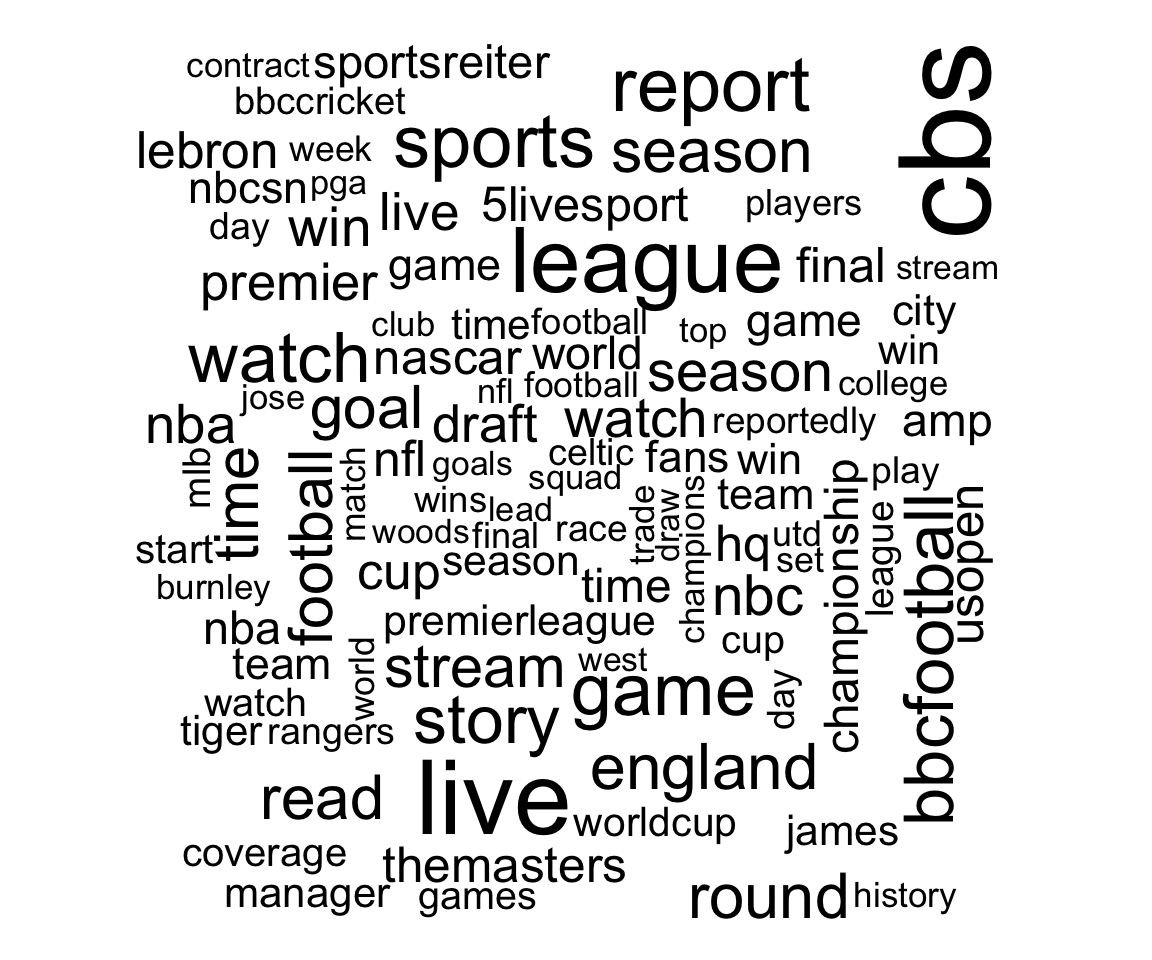 contract sportsreiter
report
cbs
bbccricket
lebron week sports season
nbcsn pga
day win live 5livesport players
premier game league final stream
club time football top game city
watch nascar world season win
nfl football college
jose goal
nba draft watch reportedly amp
mlb time football match nfl goals celtic fans win play
squad
wins lead trade draw champions team championship league bbcfootball usopen
woods final race hq utd
start cup season set
burnley time nbc
nba premierleague cup
team world stream west
watch game day
tiger rangers story
england
read live worldcup james
coverage themasters
manager games round history